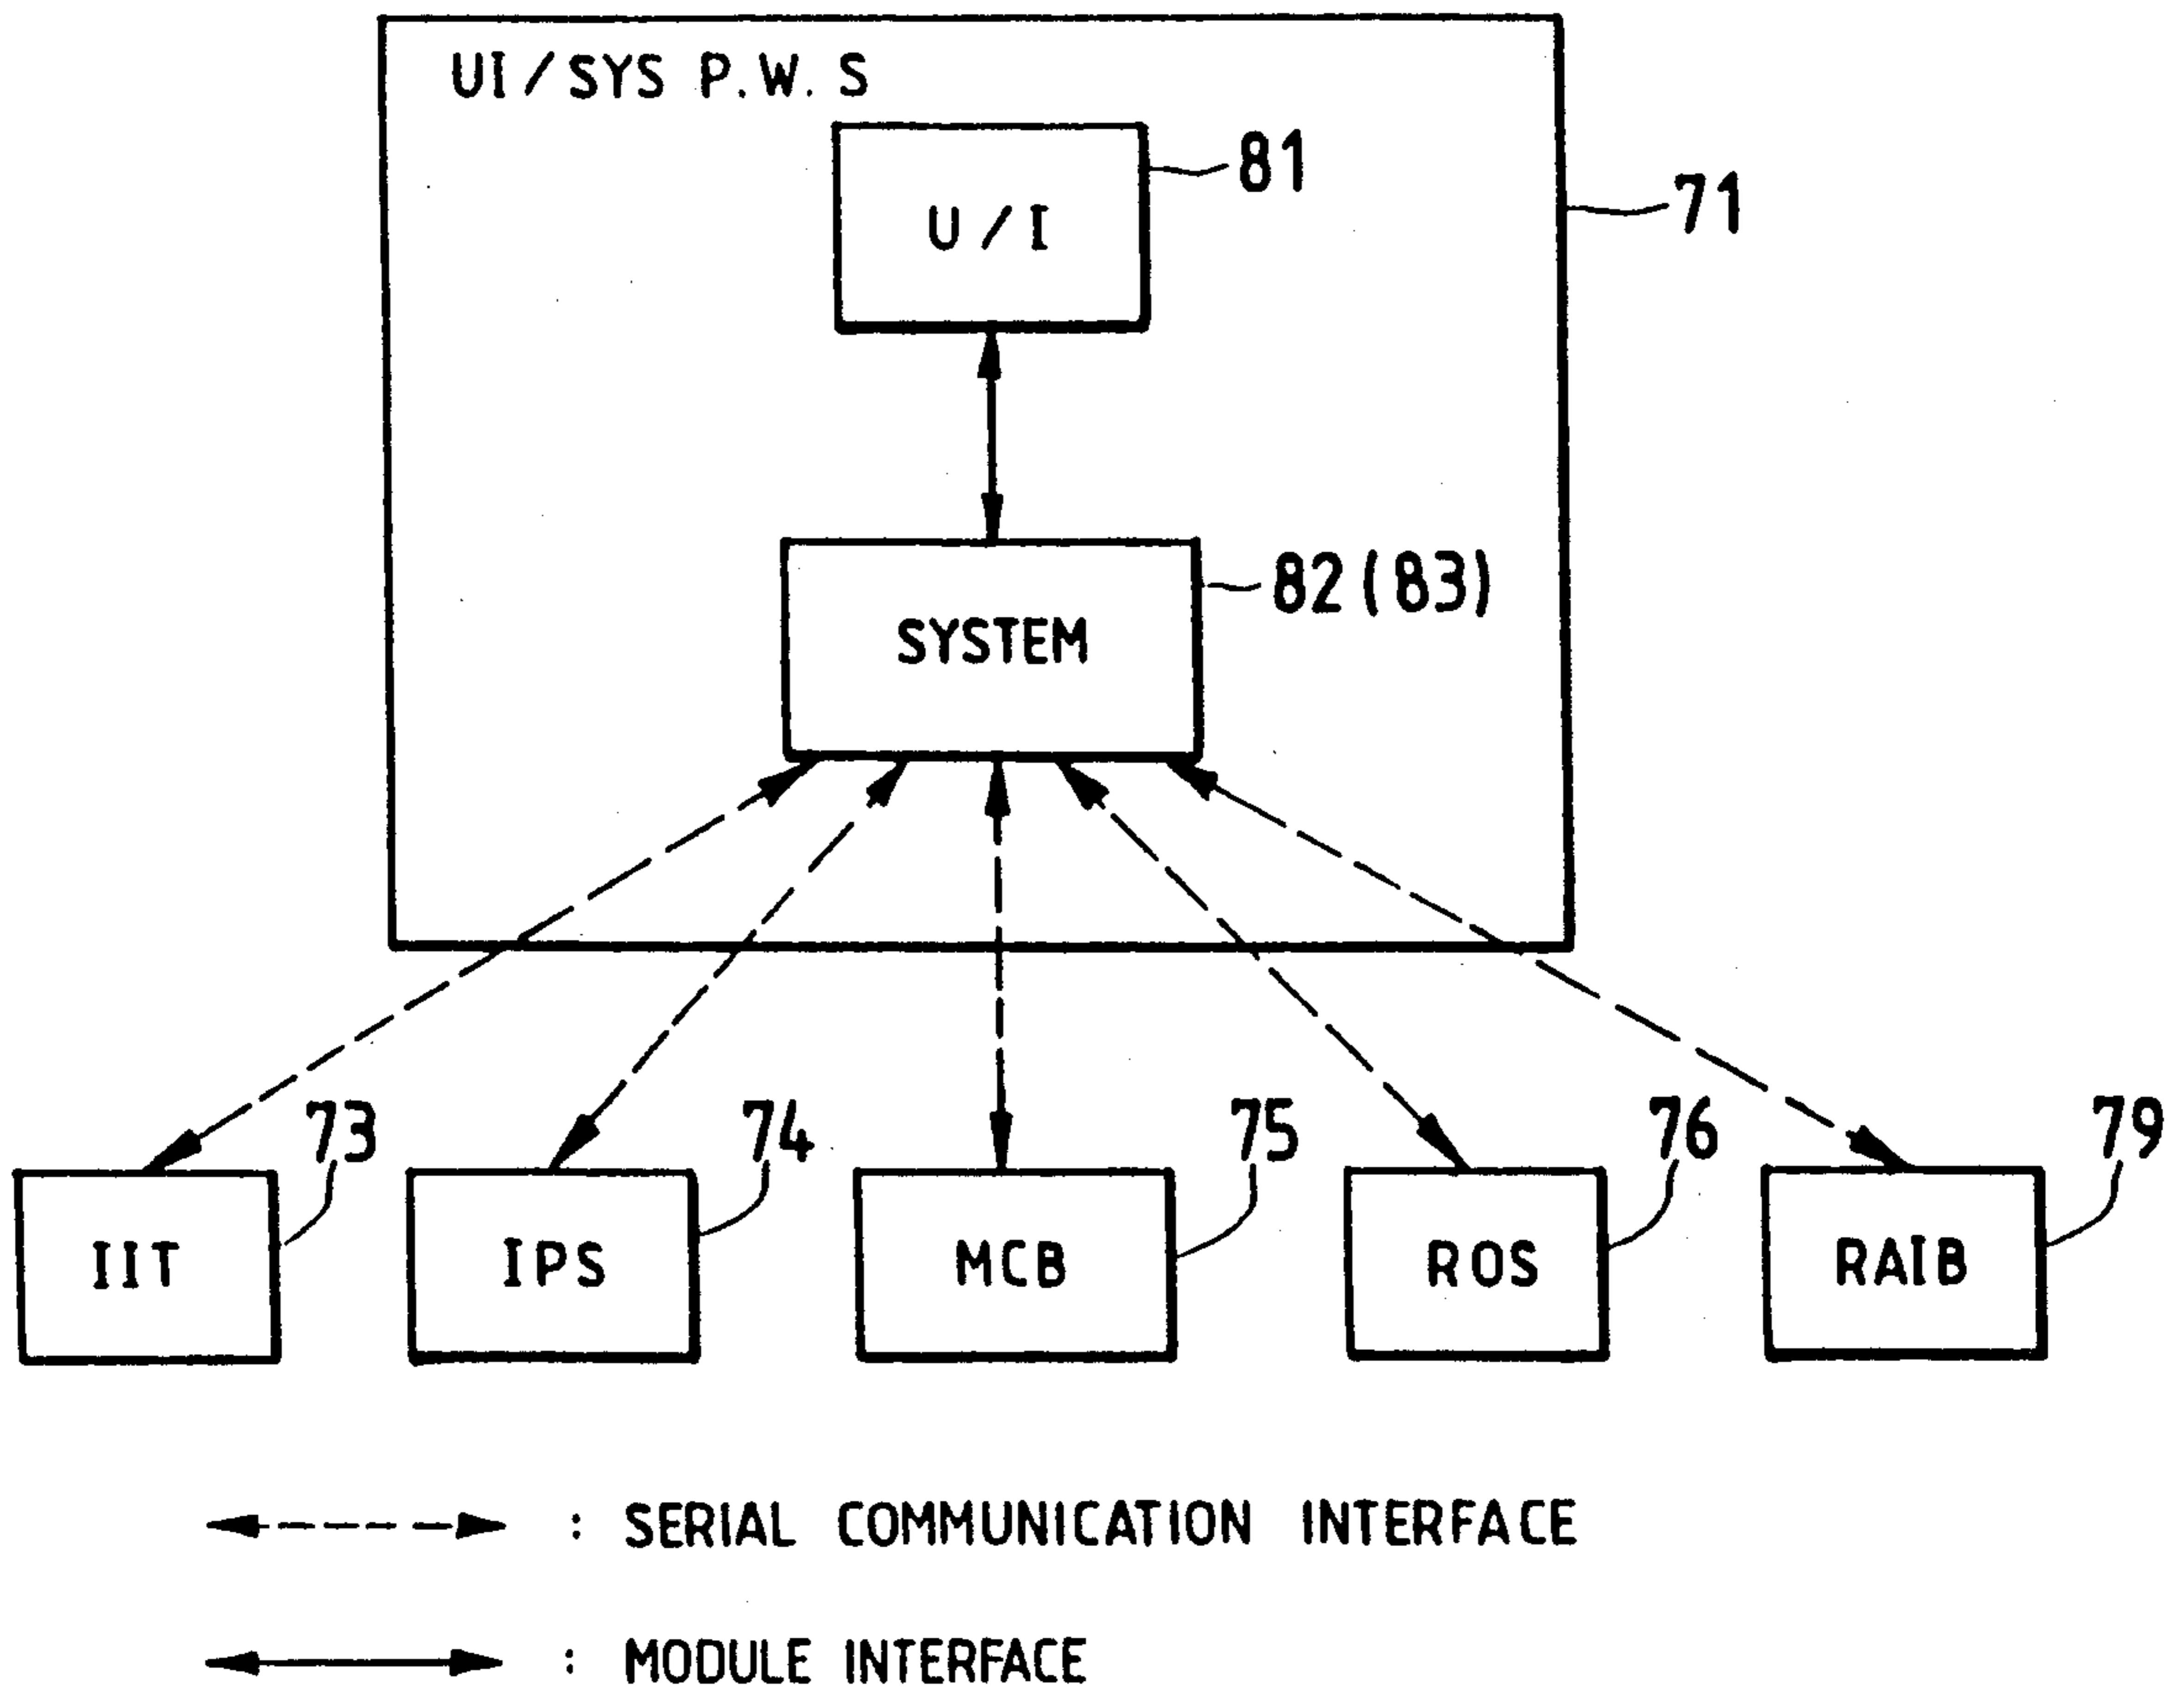 UI/SYS P.W.S
81
71
U/I
82(83)
SYSTEM
73
74
75
76
79
IIT
IPS
MCB
ROS
RAIB
: SERIAL COMMUNICATION INTERFACE
: MODULE INTERFACE